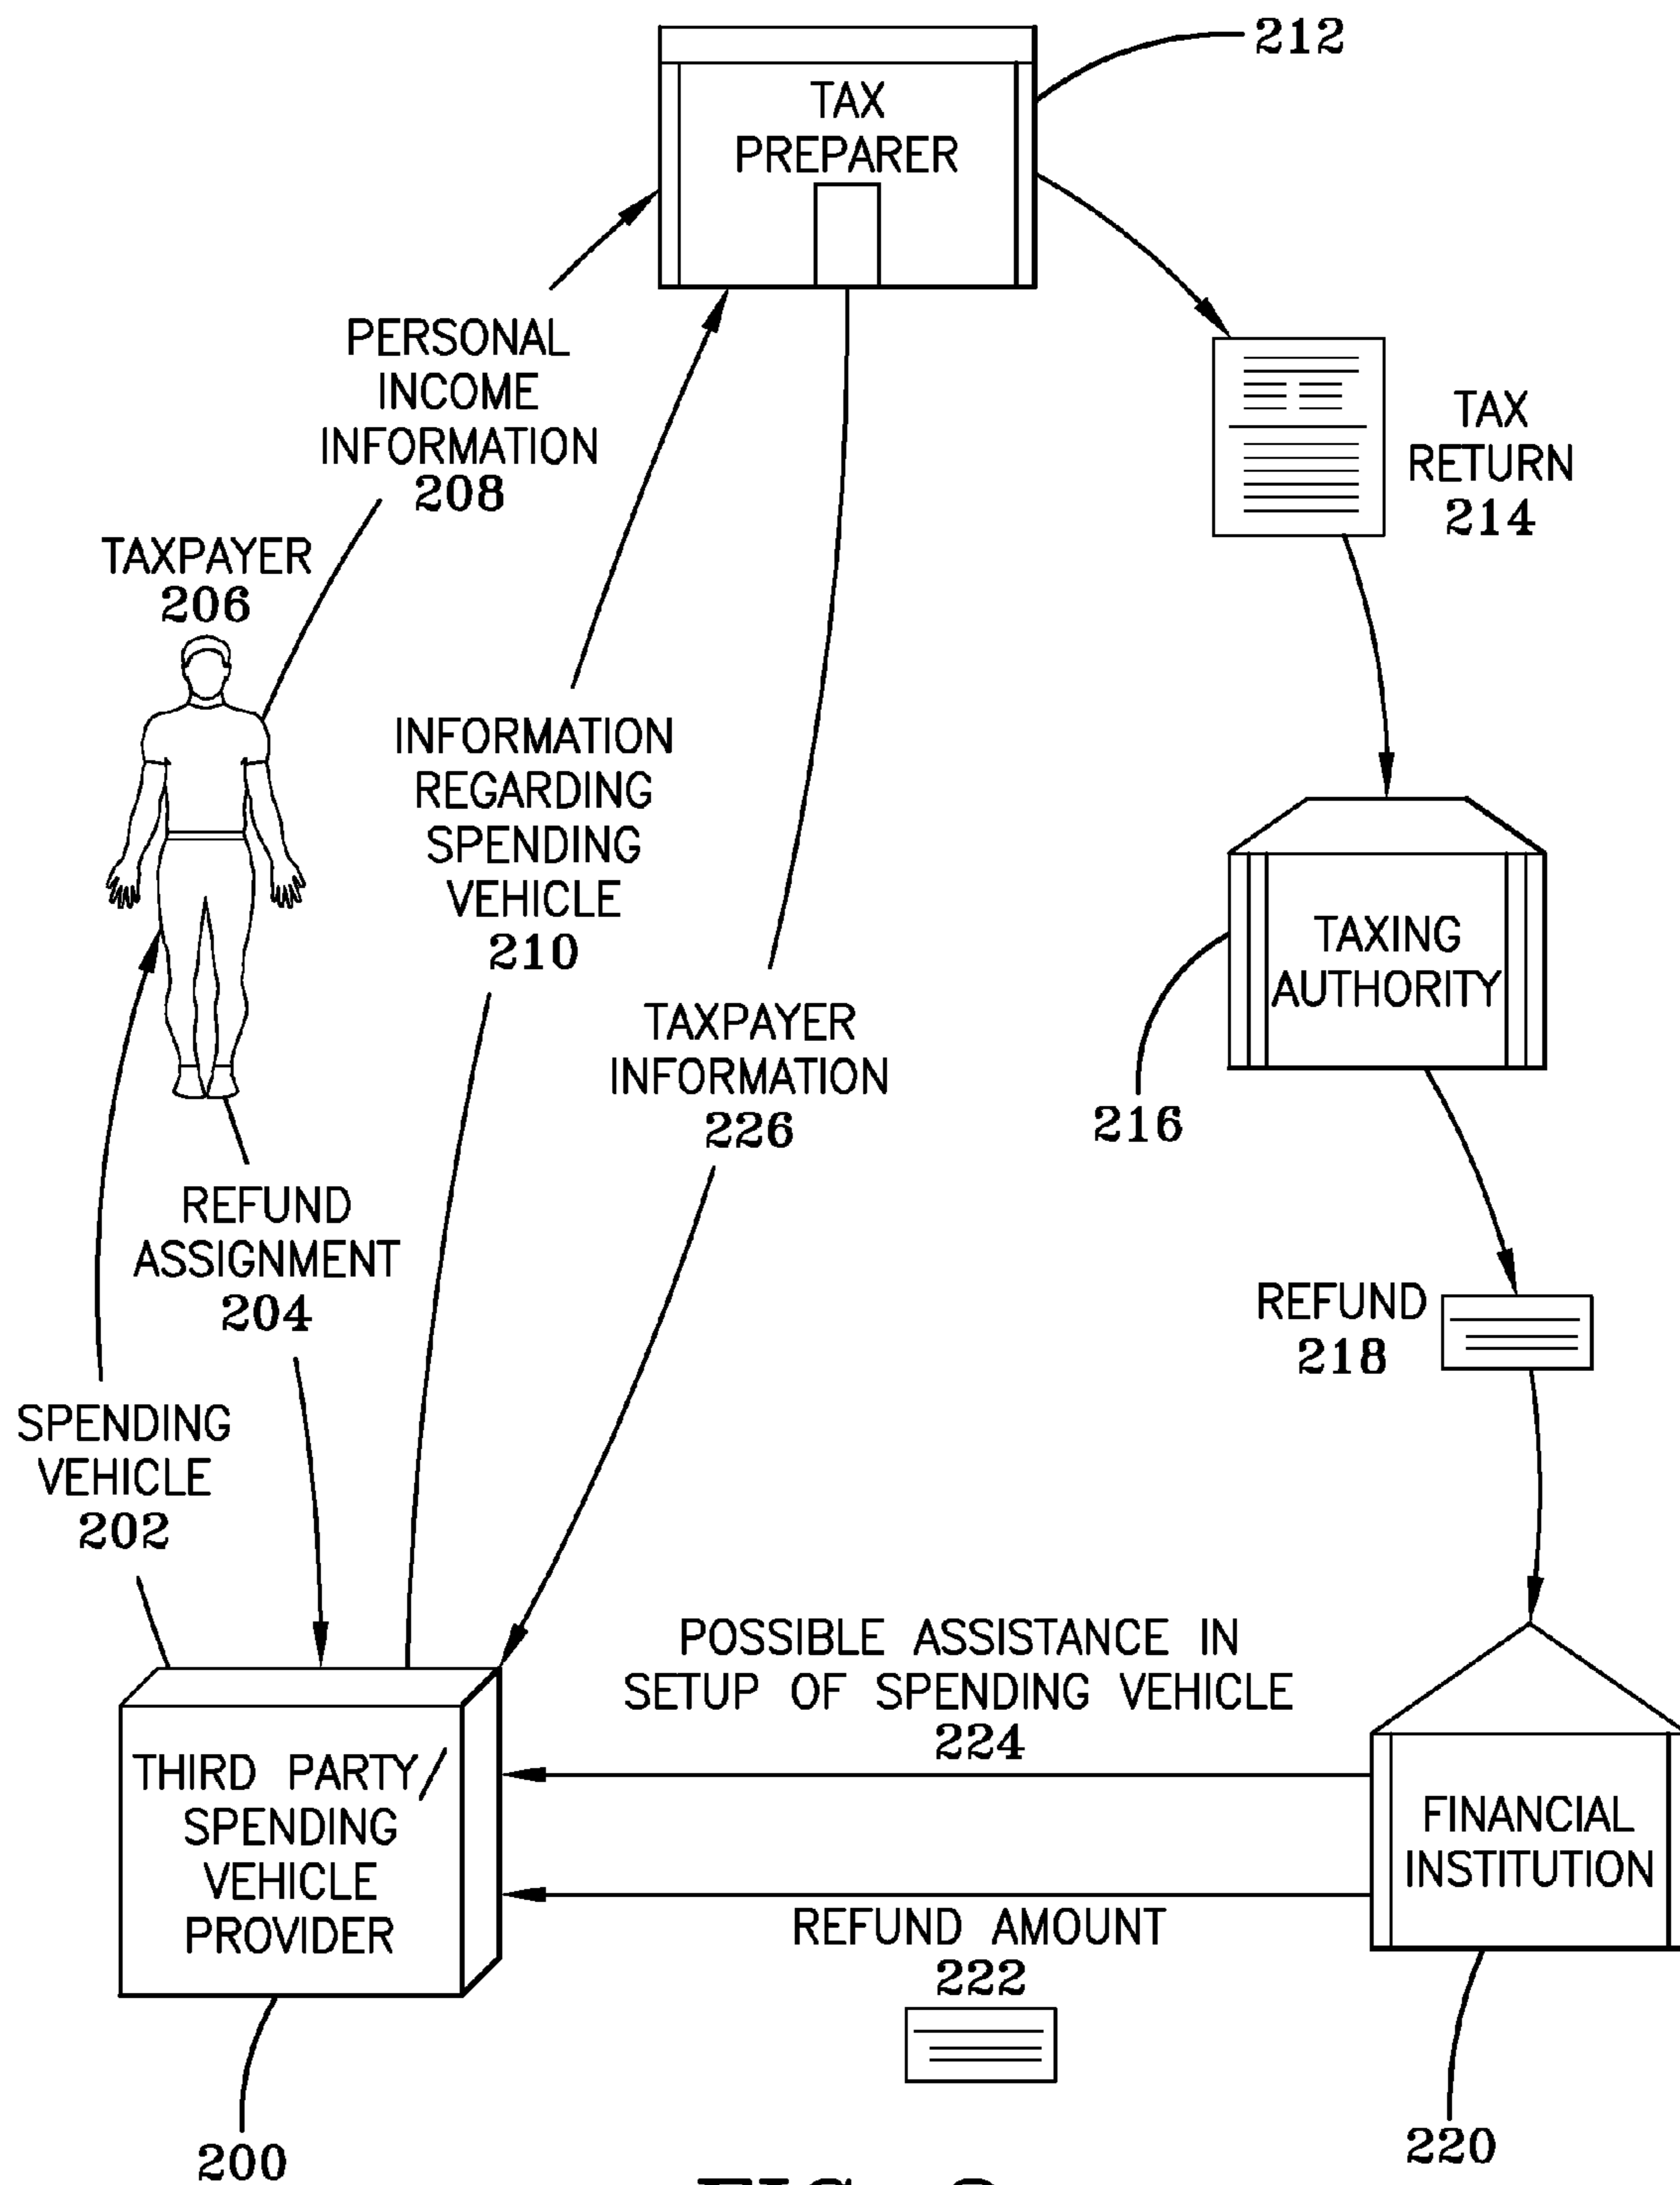 212
TAX
PREPARER
PERSONAL
INCOME
INFORMATION
208
TAX
RETURN
214
TAXPAYER
206
INFORMATION
REGARDING
SPENDING
VEHICLE
210
TAXING
AUTHORITY
TAXPAYER
INFORMATION
226
216
REFUND
ASSIGNMENT
204
REFUND
218
SPENDING
VEHICLE
202
POSSIBLE ASSISTANCE IN
SETUP OF SPENDING VEHICLE
224
THIRD PARTY/
SPENDING
VEHICLE
PROVIDER
FINANCIAL
INSTITUTION
REFUND AMOUNT
222
200
220